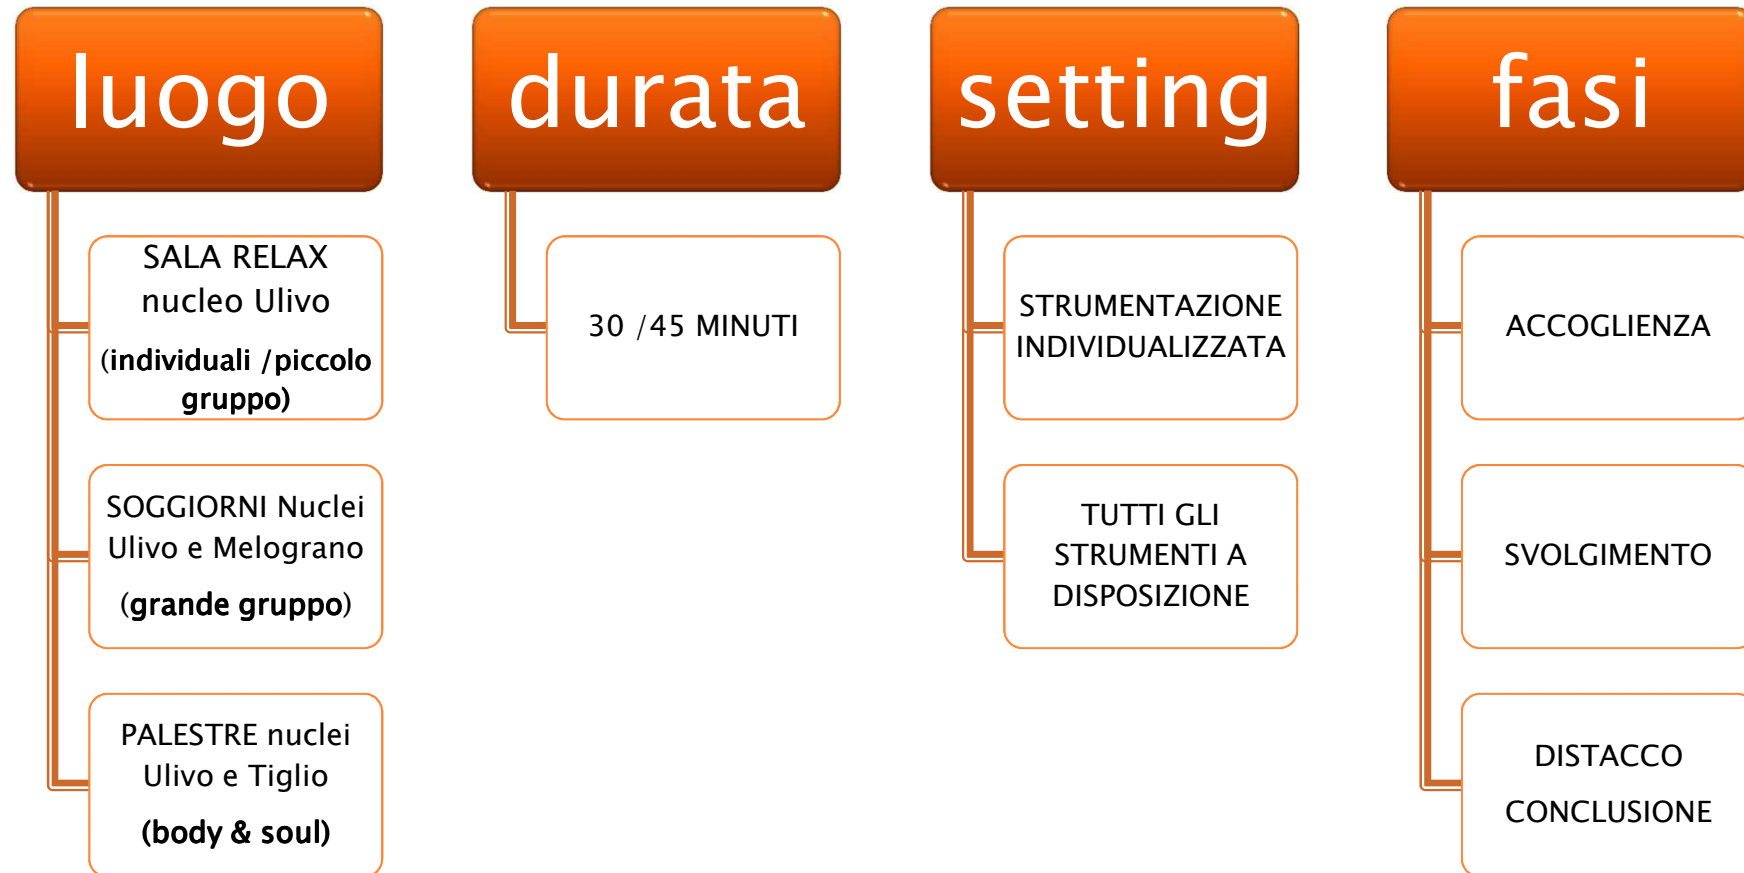 luogo
SALA RELAX
nucleo Ulivo
(individuali /piccolo
gruppo)
SOGGIORNI Nuclei
Ulivo e Melograno
(grande gruppo)
PALESTRE nuclei
Ulivo e Tiglio
(body & soul)
durata
30 /45 MINUTI
setting
STRUMENTAZIONE
INDIVIDUALIZZATA
TUTTI GLI
STRUMENTI A
DISPOSIZIONE
fasi
ACCOGLIENZA
SVOLGIMENTO
DISTACCO
CONCLUSIONE